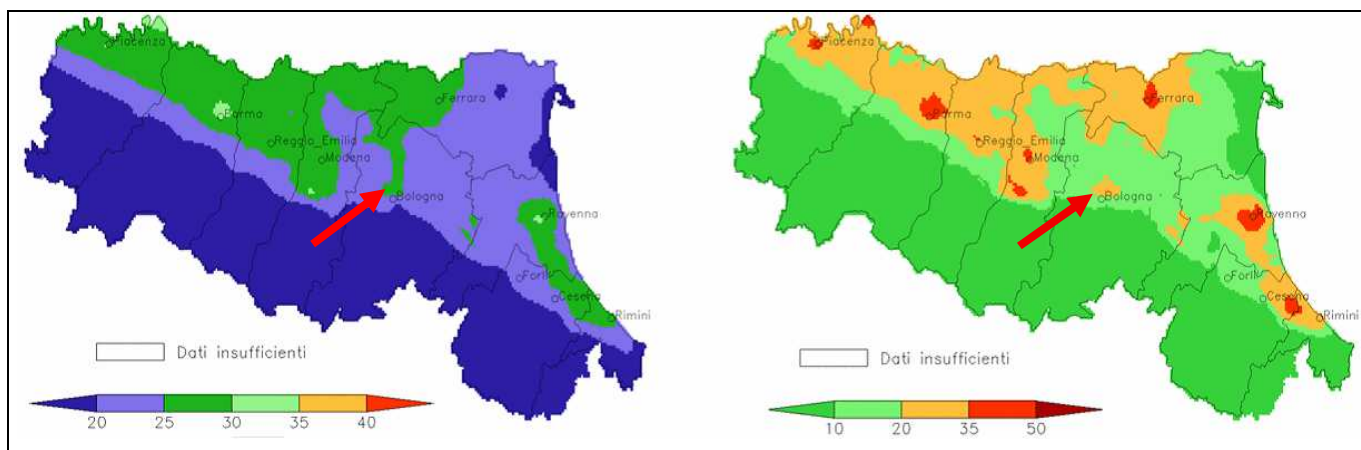 Piacenza
Parma
Reggio_Emilia
Modena
Ferrara
Bologna
Ravenna
Forlì
Cesena
Rimini
Dati insufficienti
20 25 30 35 40
Piacenza
Parma
Reggio_Emilia
Modena
Ferrara
Bologna
Ravenna
Forlì
Cesena
Rimini
Dati insufficienti
10 20 35 50